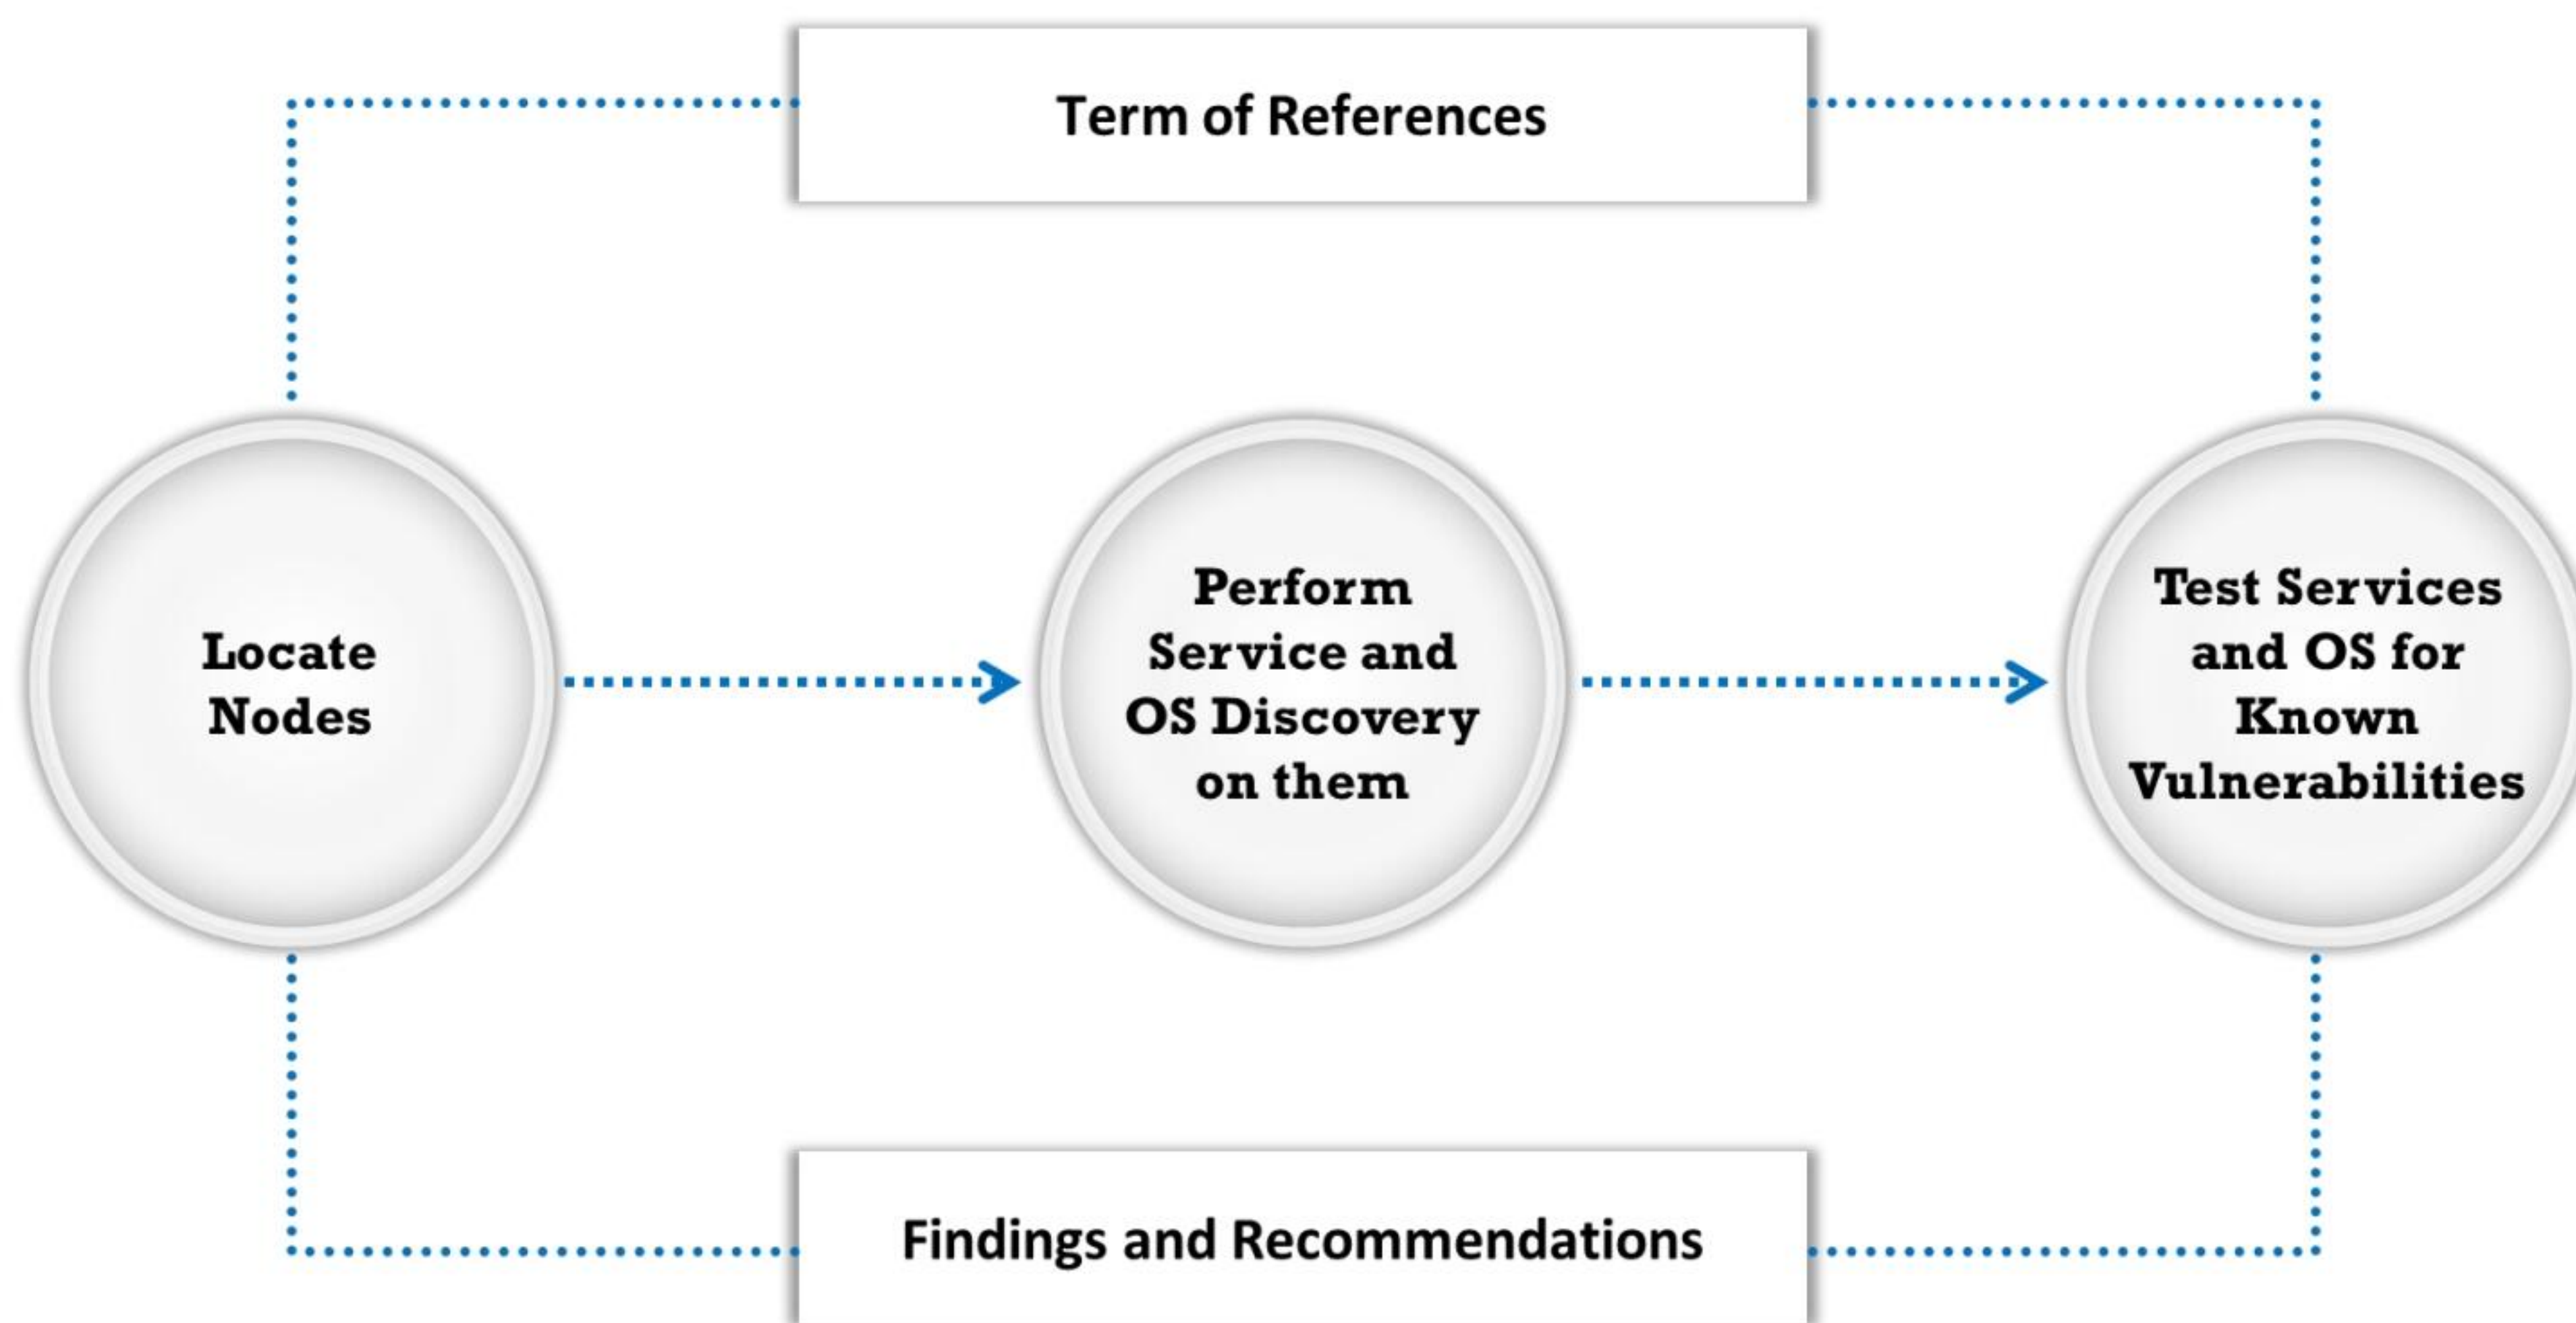 Term of References
Locate
Nodes
Perform
Service and
OS Discovery
on them
Test Services
and OS for
Known
Vulnerabilities
Findings and Recommendations